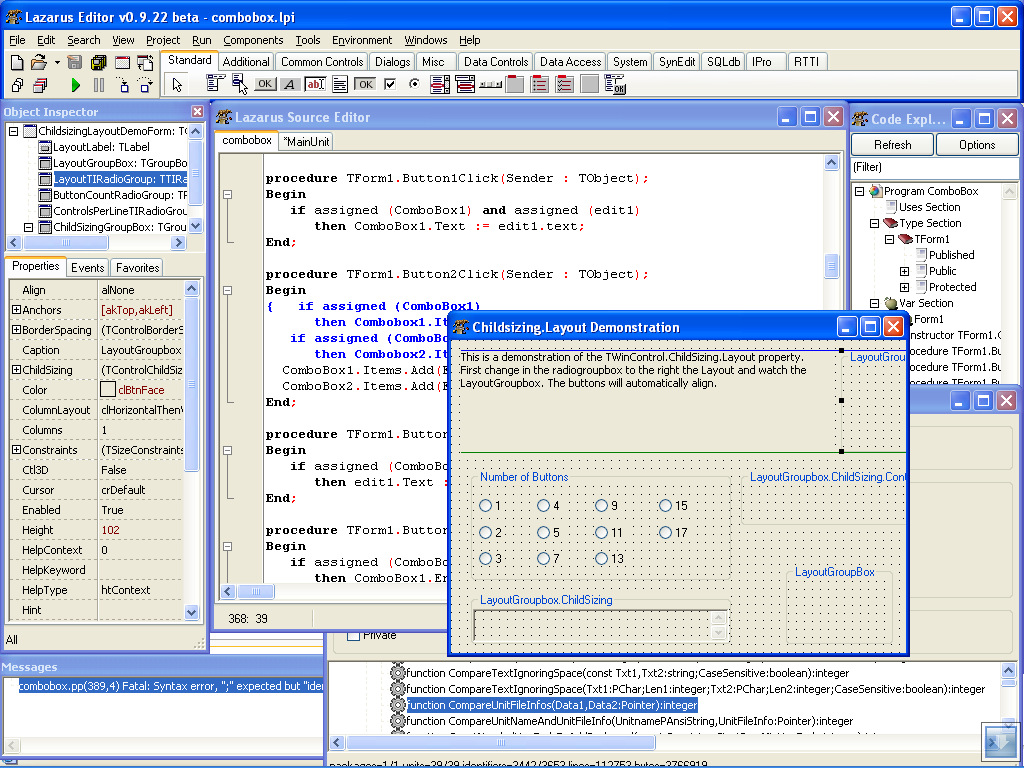 Lazarus Editor v0.9.22 beta - combobox.lpi
File Edit Search View Project Run Components Tools Environment Windows Help
Standard Additional Common Controls Dialogs Misc Data Controls Data Access System SynEdit SQLdb IPro RTTI
OK A ab OK
Object Inspector
ChildsizingLayoutDemoForm: TC
LayoutLabel: TLabel
LayoutGroupBox: TGroupBo
LayoutTIRadioGroup: TTIRa
ButtonCountRadioGroup: TF
ControlsPerLineTIRadioGrou
ChildSizingGroupBox: TGrou
Properties Events Favorites
Align alNone
Anchors [akTop,akLeft]
BorderSpacing (TControlBorderS
Caption LayoutGroupbox
ChildSizing (TControlChildSiz
Color clBtnFace
ColumnLayout clHorizontalThenV
Columns 1
Constraints (TSizeConstraints
Ctl3D False
Cursor crDefault
Enabled True
Height 102
HelpContext 0
HelpKeyword
HelpType htContext
Hint
All
Lazarus Source Editor
combobox *MainUnit
procedure TForm1.Button1Click(Sender : TObject);
Begin
if assigned (ComboBox1) and assigned (edit1)
then ComboBox1.Text := edit1.text;
End;
procedure TForm1.Button2Click(Sender : TObject);
Begin
{ if assigned (ComboBox1)
then Combobox1.It
if assigned (
then Combobox2.It
ComboBox1.Items.Add(
ComboBox2.Items.Add(
End;
procedure TForm1.Button
Begin
if assigned (ComboBo
then edit1.Text :
End;
procedure TForm1.Button
Begin
if assigned (ComboBo
then ComboBox1.En
368: 39
Code Expl...
Refresh Options
(Filter)
Program ComboBox
Uses Section
Type Section
TForm1
Published
Public
Protected
Var Section
Form1
nstructor TForm1.C
ocedure TForm1.Bu
ocedure TForm1.Bu
ocedure TForm1.Bu
Childsizing.Layout Demonstration
This is a demonstration of the TWinControl.ChildSizing.Layout property.
First change in the radiogroupbox to the right the Layout and watch the
LayoutGroupbox. The buttons will automatically align.
LayoutGrou
Number of Buttons
1 4 9 15
2 5 11 17
3 7 13
LayoutGroupbox.ChildSizing.Cont
LayoutGroupBox
LayoutGroupbox.ChildSizing
Private
Messages
combobox.pp(389,4) Fatal: Syntax error, ";" expected but "iden
function CompareTextIgnoringSpace(const Txt1,Txt2:string;CaseSensitive:boolean):integer
function CompareTextIgnoringSpace(Txt1:PChar;Len1:integer;Txt2:PChar;Len2:integer;CaseSensitive:boolean):integer
function CompareUnitFileInfos(Data1,Data2:Pointer):integer
function CompareUnitNameAndUnitFileInfo(UnitnamePAnsiString,UnitFileInfo:Pointer):integer
packages=1/1 units=39/39 identifiers=3442/3653 lines=112753 bytes=3766919